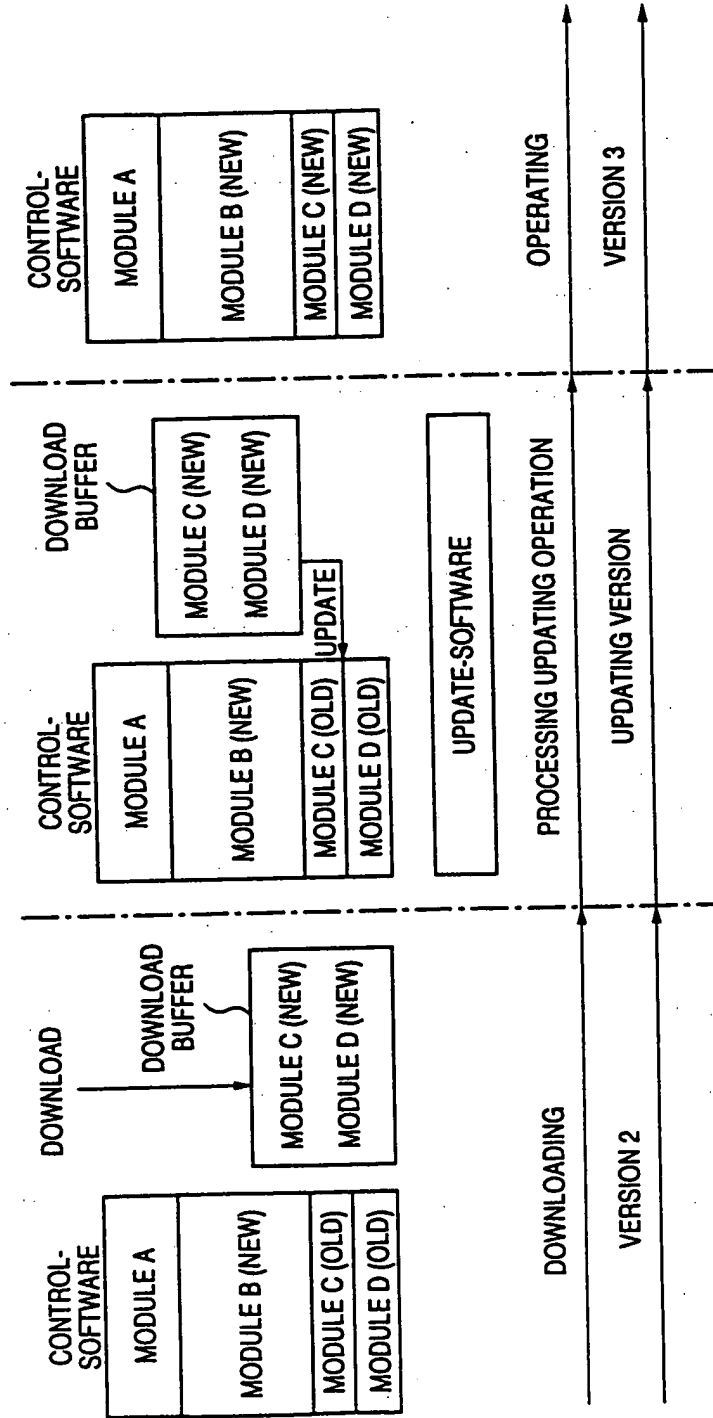 CONTROL-
SOFTWARE
MODULE A
MODULE B (NEW)
MODULE C (OLD)
MODULE D (OLD)
DOWNLOAD
DOWNLOAD
BUFFER
MODULE C (NEW)
MODULE D (NEW)
DOWNLOADING
VERSION 2
CONTROL-
SOFTWARE
MODULE A
MODULE B (NEW)
MODULE C (OLD)
MODULE D (OLD)
DOWNLOAD
BUFFER
MODULE C (NEW)
MODULE D (NEW)
UPDATE
UPDATE-SOFTWARE
PROCESSING UPDATING OPERATION
UPDATING VERSION
CONTROL-
SOFTWARE
MODULE A
MODULE B (NEW)
MODULE C (NEW)
MODULE D (NEW)
OPERATING
VERSION 3